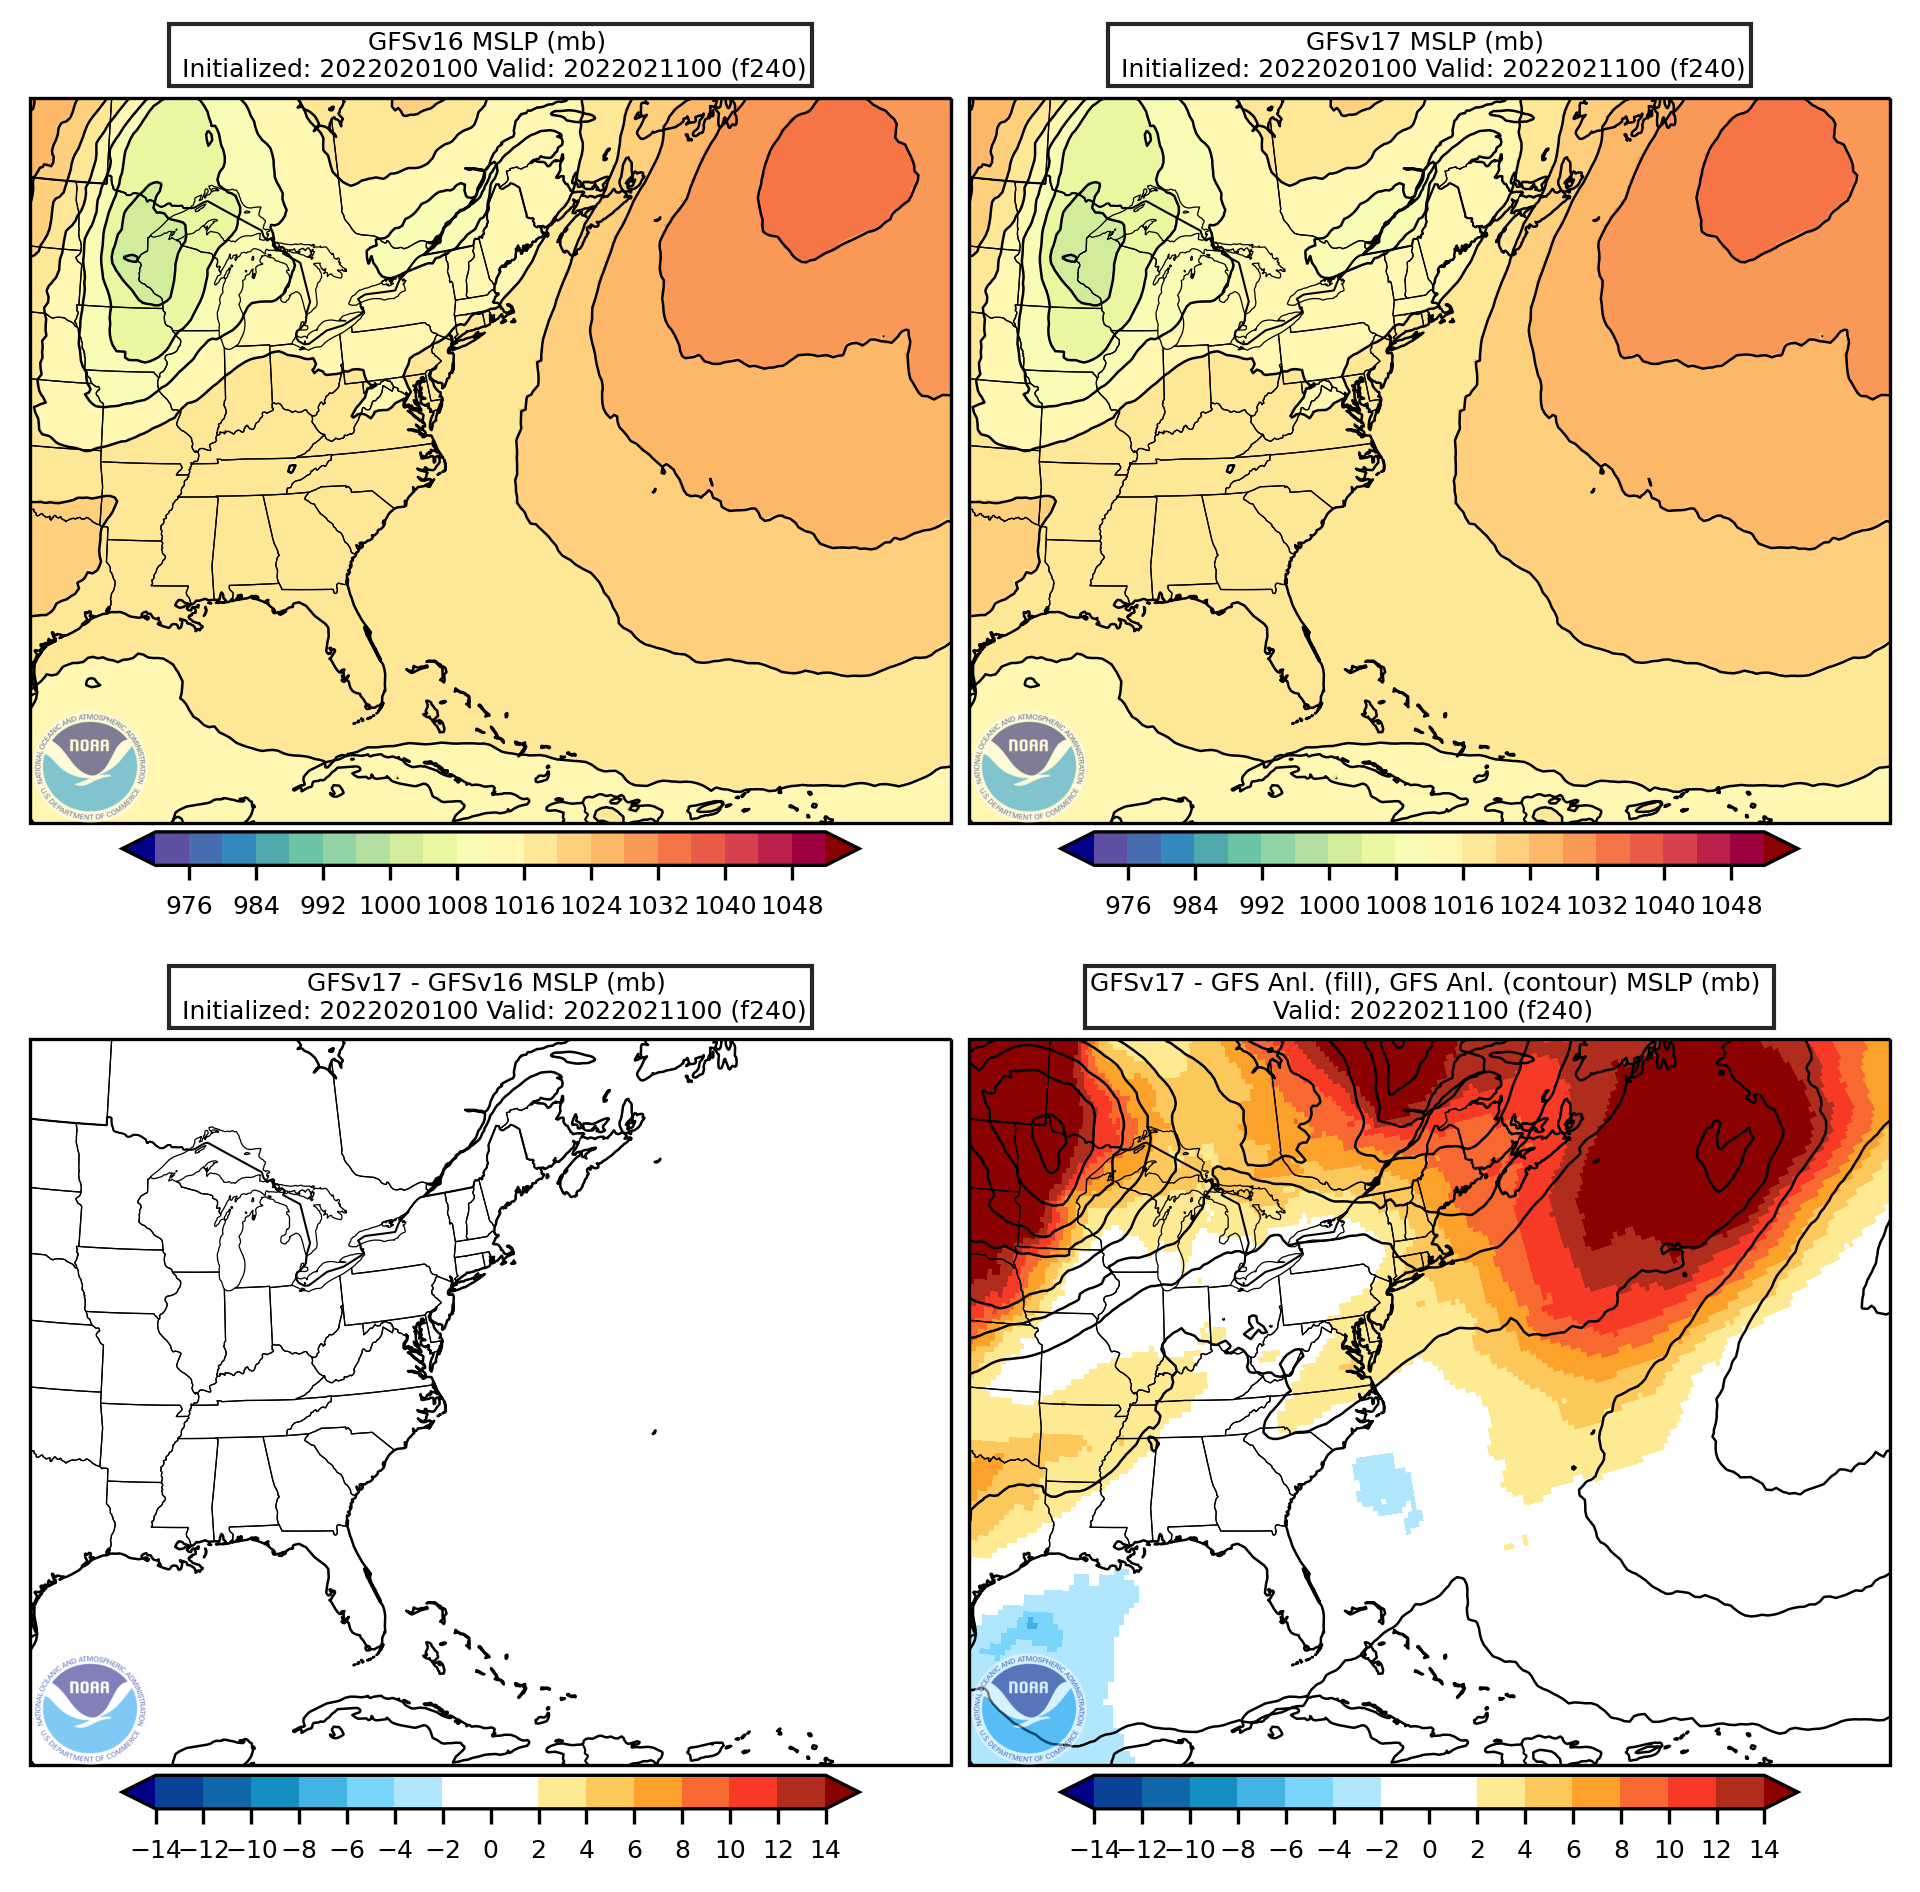 GFSv16 MSLP (mb)
Initialized: 2022020100 Valid: 2022021100 (f240)
GFSv17 MSLP (mb)
Initialized: 2022020100 Valid: 2022021100 (f240)
NATIONAL OCEANIC AND ATMOSPHERIC ADMINISTRATION
NOAA
U.S. DEPARTMENT OF COMMERCE
NATIONAL OCEANIC AND ATMOSPHERIC ADMINISTRATION
NOAA
U.S. DEPARTMENT OF COMMERCE
976 984 992 1000 1008 1016 1024 1032 1040 1048
976 984 992 1000 1008 1016 1024 1032 1040 1048
GFSv17 - GFSv16 MSLP (mb)
Initialized: 2022020100 Valid: 2022021100 (f240)
GFSv17 - GFS Anl. (fill), GFS Anl. (contour) MSLP (mb)
Valid: 2022021100 (f240)
NATIONAL OCEANIC AND ATMOSPHERIC ADMINISTRATION
NOAA
U.S. DEPARTMENT OF COMMERCE
NATIONAL OCEANIC AND ATMOSPHERIC ADMINISTRATION
NOAA
U.S. DEPARTMENT OF COMMERCE
−14 −12 −10 −8 −6 −4 −2 0 2 4 6 8 10 12 14
−14 −12 −10 −8 −6 −4 −2 0 2 4 6 8 10 12 14